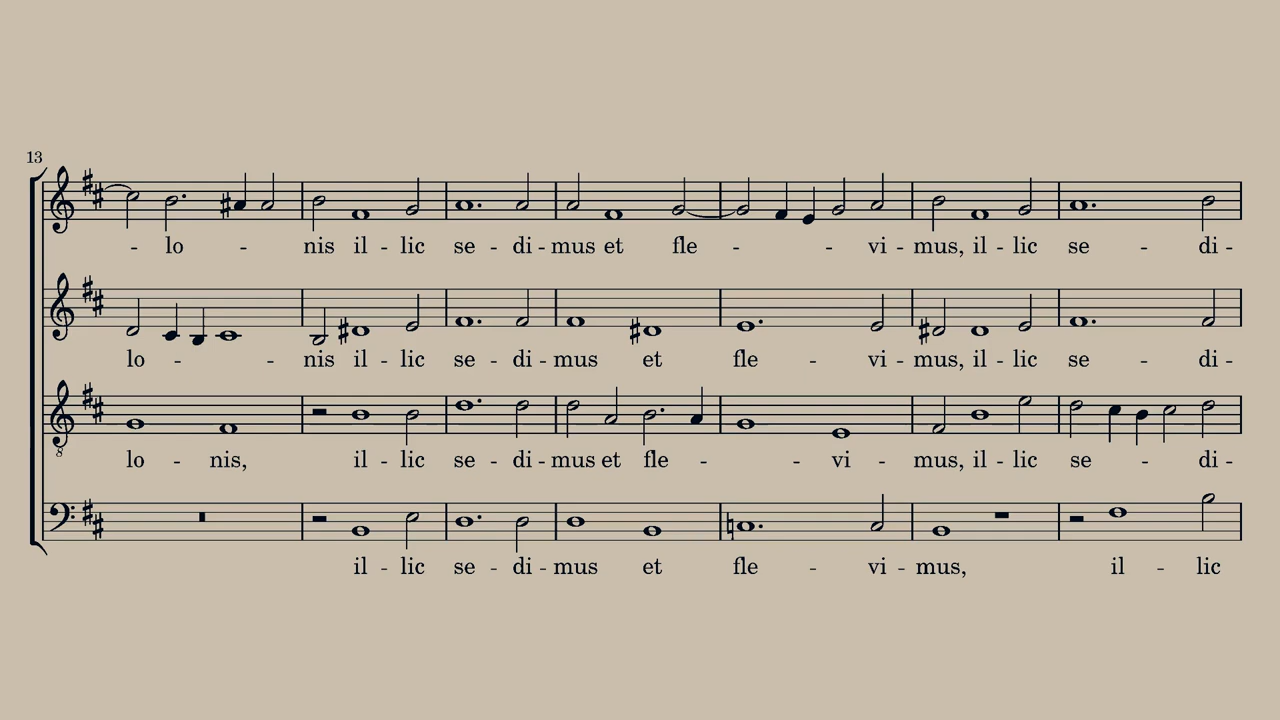 13
- lo - nis il - lic se - di - mus et fle - - vi - mus, il - lic se - di -
lo - - nis il - lic se - di - mus et fle - vi - mus, il - lic se - di -
8
lo - nis, il - lic se - di - mus et fle - - vi - mus, il - lic se - di -
il - lic se - di - mus et fle - vi - mus, il - lic